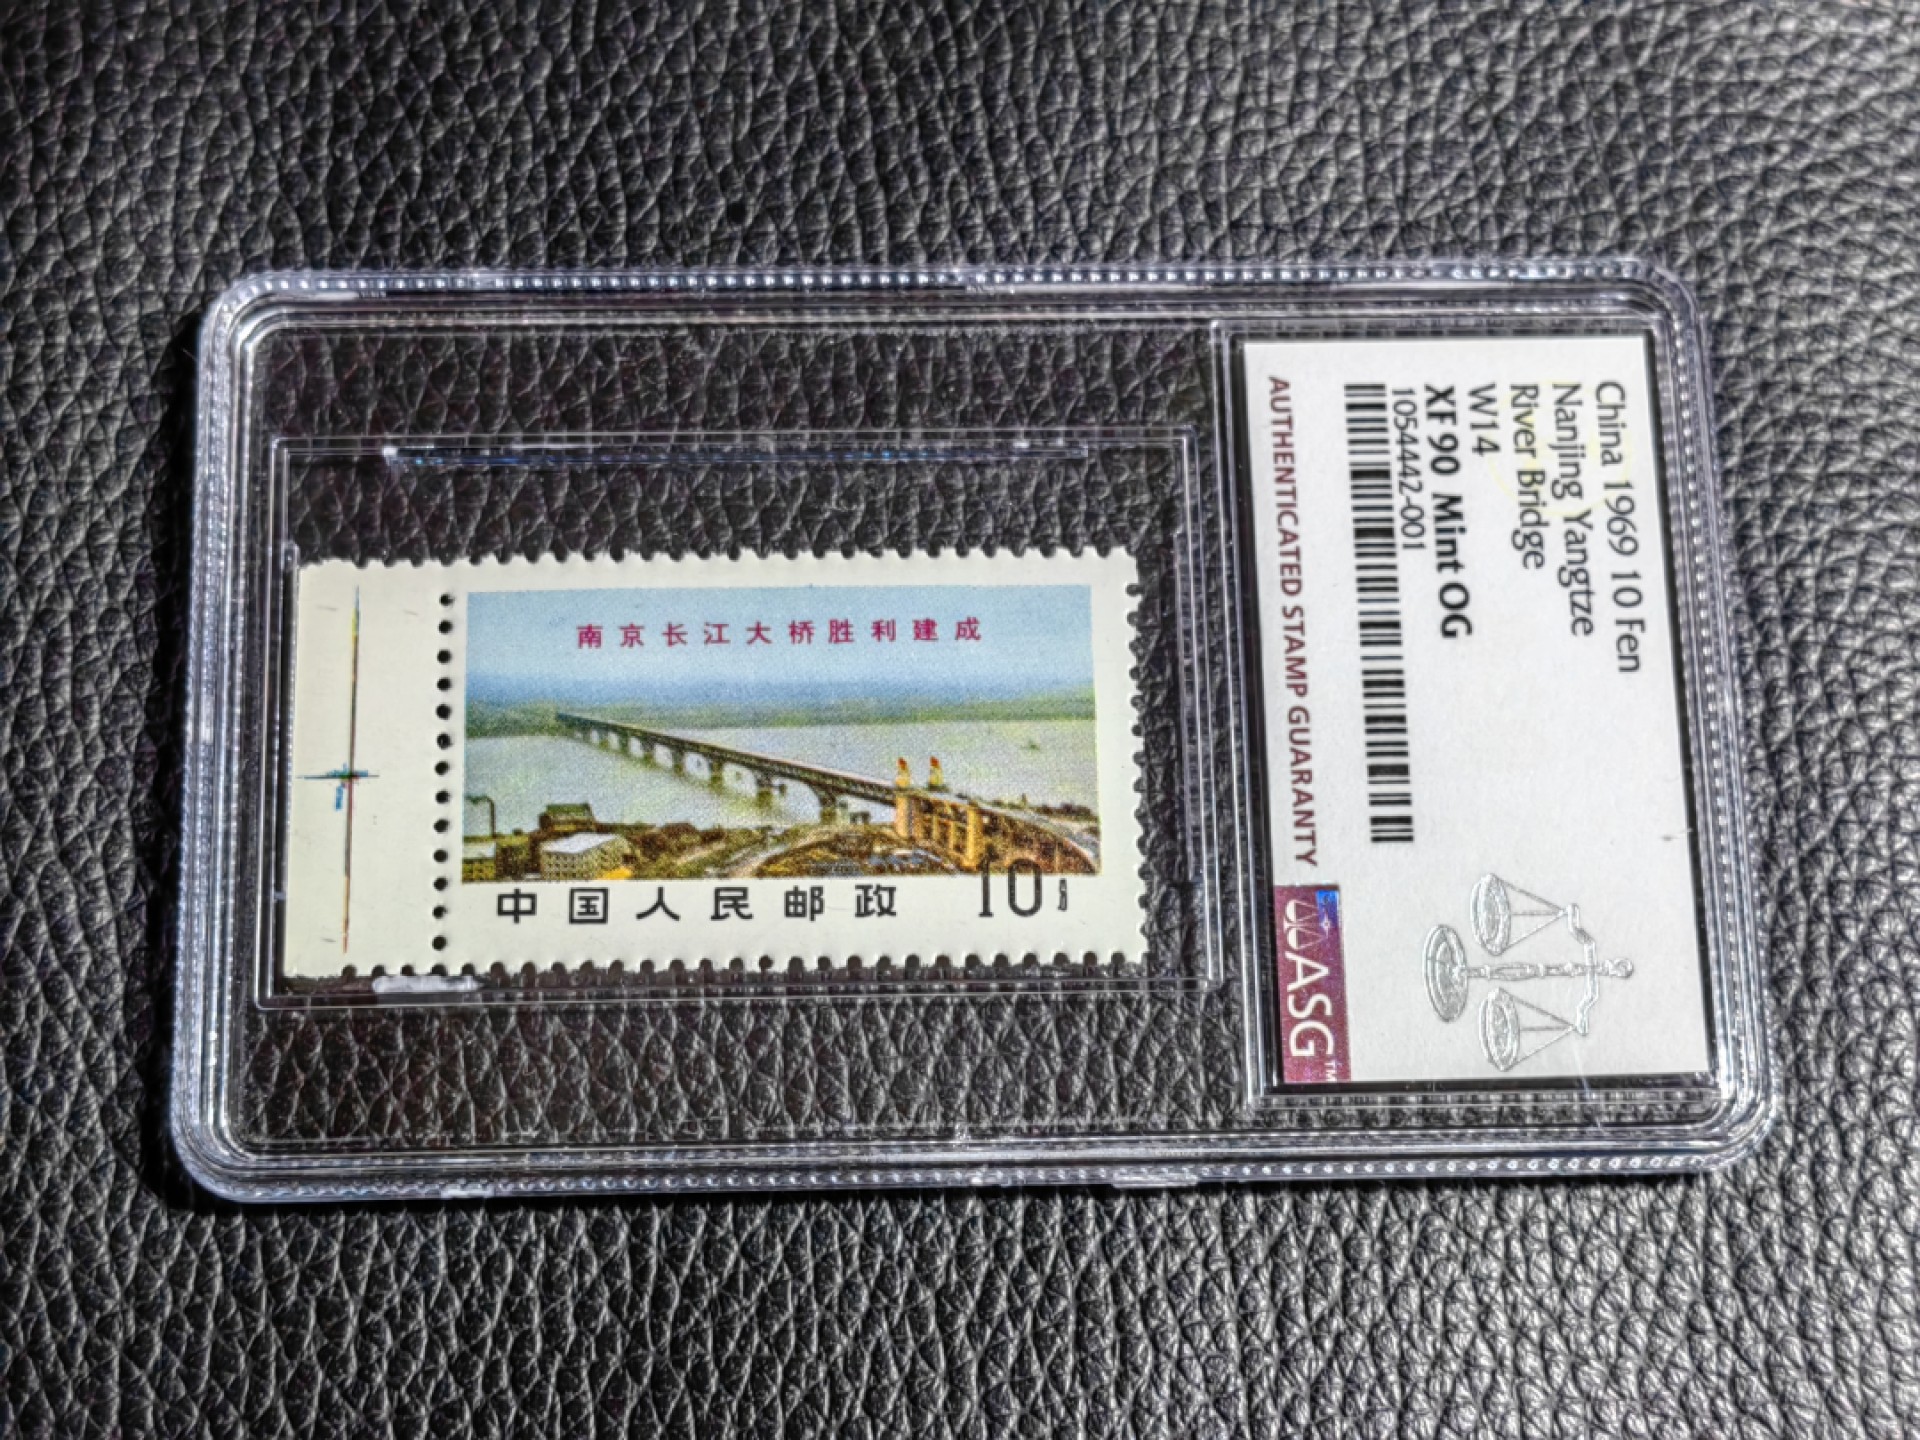 南京长江大桥胜利建成
中国人民邮政 10分
China 1969 10 Fen
Nanjing Yangtze
River Bridge
W14
XF 90 Mint OG
1054442-001
AUTHENTICATED STAMP GUARANTY
ASG™